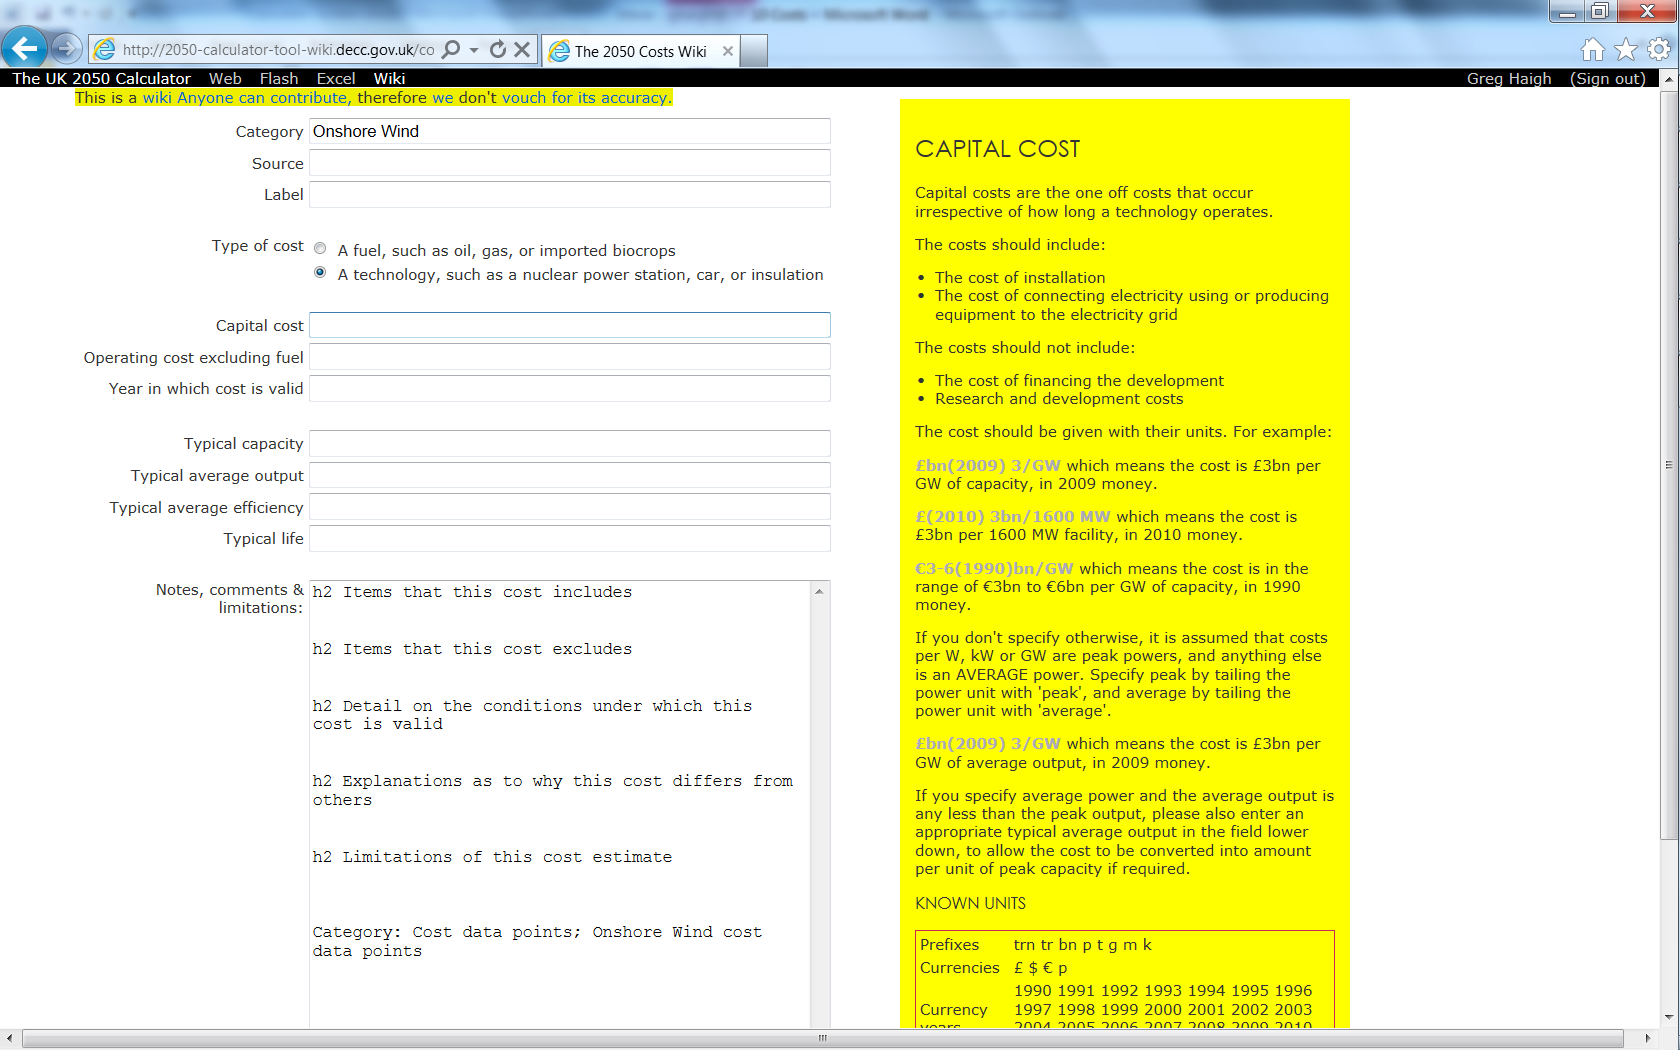 http://2050-calculator-tool-wiki.decc.gov.uk/co
The 2050 Costs Wiki
The UK 2050 Calculator Web Flash Excel Wiki
Greg Haigh (Sign out)
This is a wiki Anyone can contribute, therefore we don't vouch for its accuracy.
Category Onshore Wind
Source
Label
Type of cost
A fuel, such as oil, gas, or imported biocrops
A technology, such as a nuclear power station, car, or insulation
Capital cost
Operating cost excluding fuel
Year in which cost is valid
Typical capacity
Typical average output
Typical average efficiency
Typical life
Notes, comments &
limitations:
h2 Items that this cost includes
h2 Items that this cost excludes
h2 Detail on the conditions under which this
cost is valid
h2 Explanations as to why this cost differs from
others
h2 Limitations of this cost estimate
Category: Cost data points; Onshore Wind cost
data points
CAPITAL COST
Capital costs are the one off costs that occur
irrespective of how long a technology operates.
The costs should include:
• The cost of installation
• The cost of connecting electricity using or producing
equipment to the electricity grid
The costs should not include:
• The cost of financing the development
• Research and development costs
The cost should be given with their units. For example:
£bn(2009) 3/GW which means the cost is £3bn per
GW of capacity, in 2009 money.
£(2010) 3bn/1600 MW which means the cost is
£3bn per 1600 MW facility, in 2010 money.
€3-6(1990)bn/GW which means the cost is in the
range of €3bn to €6bn per GW of capacity, in 1990
money.
If you don't specify otherwise, it is assumed that costs
per W, kW or GW are peak powers, and anything else
is an AVERAGE power. Specify peak by tailing the
power unit with 'peak', and average by tailing the
power unit with 'average'.
£bn(2009) 3/GW which means the cost is £3bn per
GW of average output, in 2009 money.
If you specify average power and the average output is
any less than the peak output, please also enter an
appropriate typical average output in the field lower
down, to allow the cost to be converted into amount
per unit of peak capacity if required.
KNOWN UNITS
Prefixes trn tr bn p t g m k
Currencies £ $ € p
1990 1991 1992 1993 1994 1995 1996
Currency 1997 1998 1999 2000 2001 2002 2003
years 2004 2005 2006 2007 2008 2009 2010